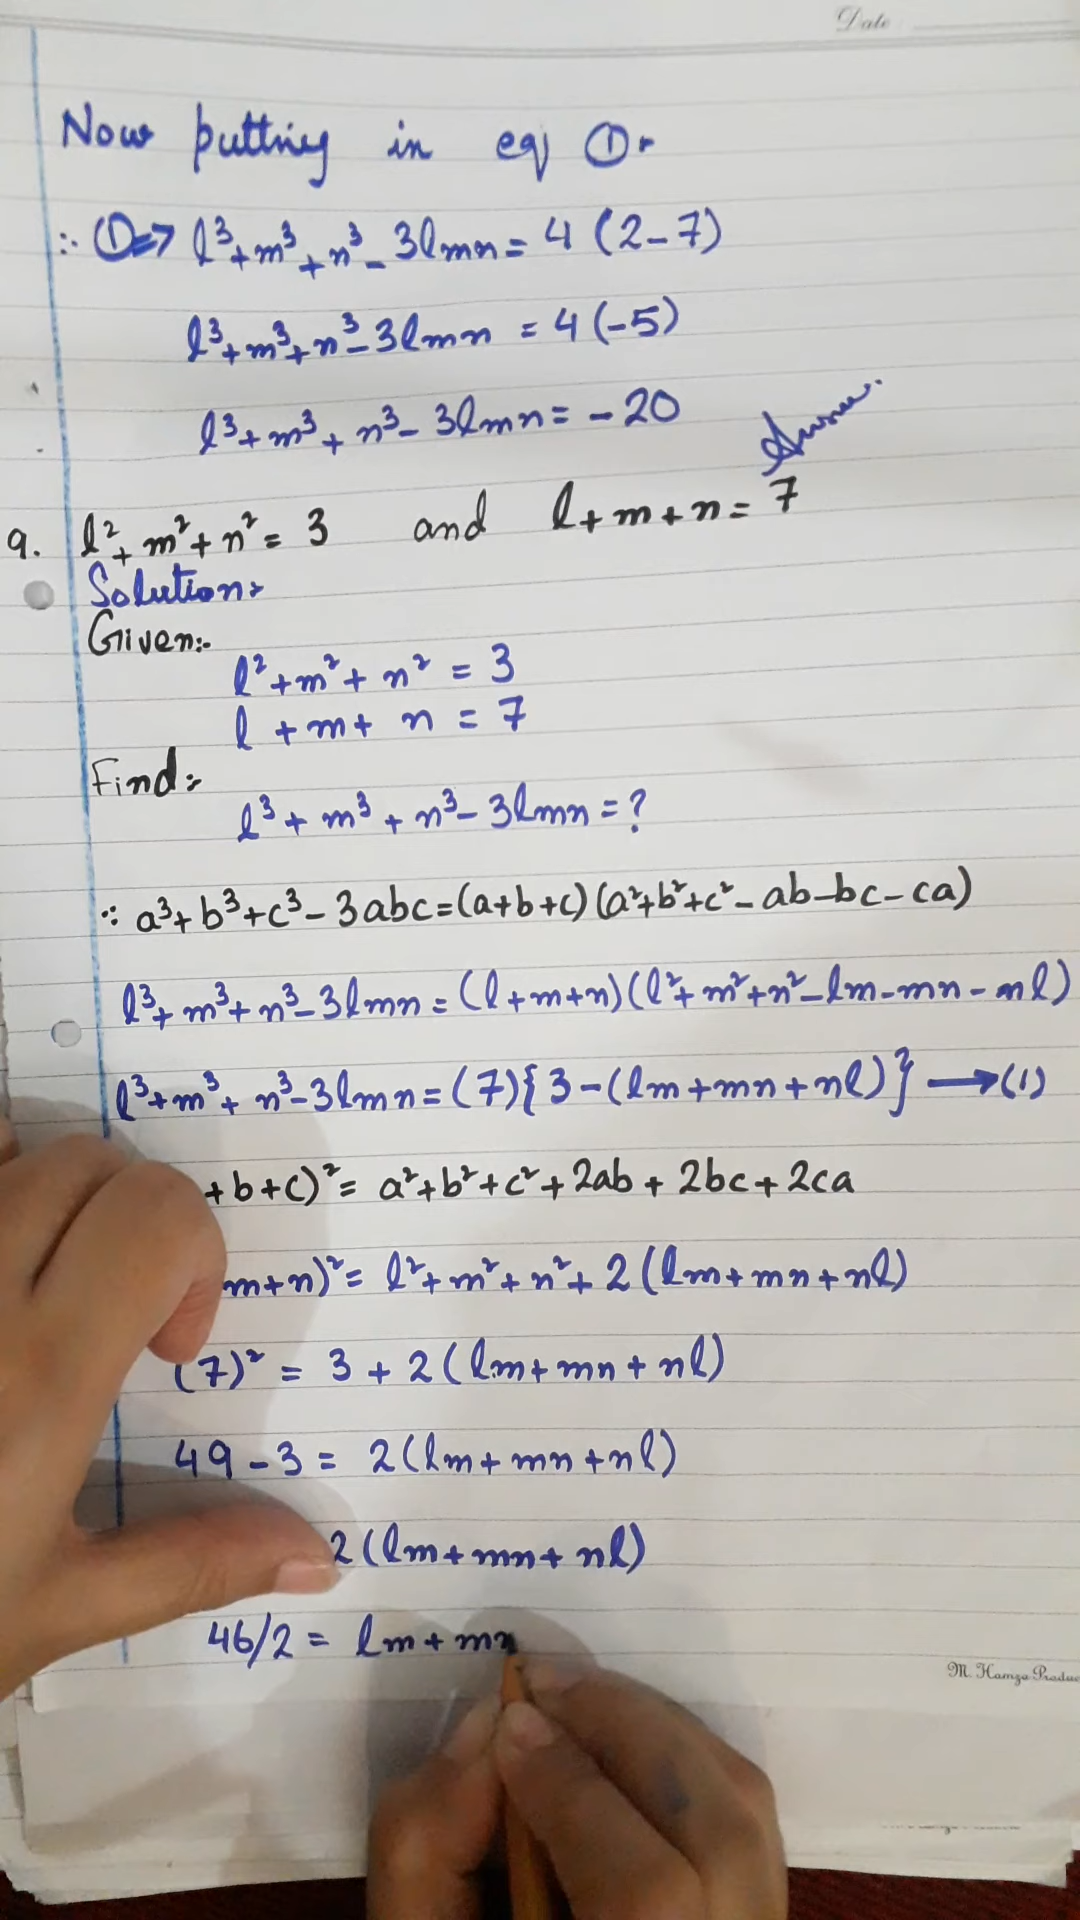 Date
Now putting in eq ①:-
∴ ①⇒ l³+m³+n³-3lmn = 4 (2-7)
l³+m³+n³-3lmn = 4 (-5)
l³+m³+n³-3lmn = -20
Answer.
9. l²+m²+n² = 3 and l+m+n = 7
Solution:-
Given:-
l²+m²+n² = 3
l+m+n = 7
Find:-
l³+m³+n³-3lmn = ?
∵ a³+b³+c³-3abc=(a+b+c)(a²+b²+c²-ab-bc-ca)
l³+m³+n³-3lmn=(l+m+n)(l²+m²+n²-lm-mn-nl)
l³+m³+n³-3lmn=(7){3-(lm+mn+nl)} →(1)
+b+c)² = a²+b²+c²+2ab+2bc+2ca
m+n)² = l²+m²+n²+2(lm+mn+nl)
(7)² = 3+2(lm+mn+nl)
49-3 = 2(lm+mn+nl)
2(lm+mn+nl)
46/2 = lm+mn
M. Hamza Produc